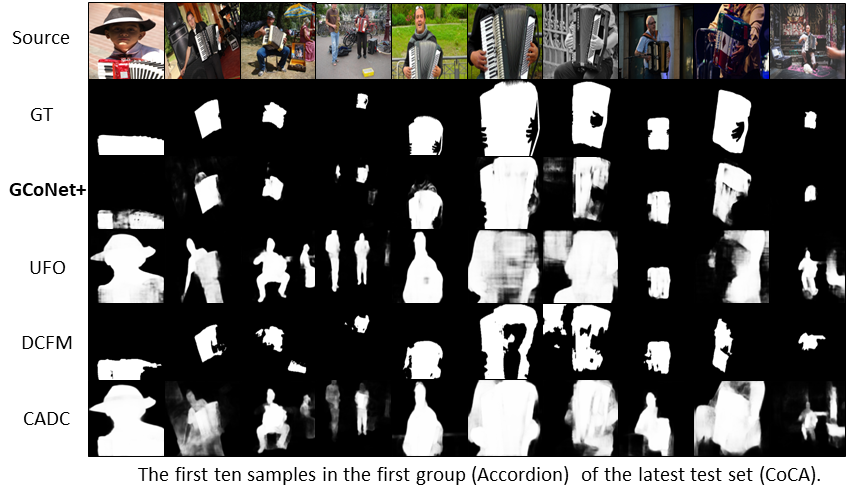 Source
GT
GCoNet+
UFO
DCFM
CADC
The first ten samples in the first group (Accordion) of the latest test set (CoCA).